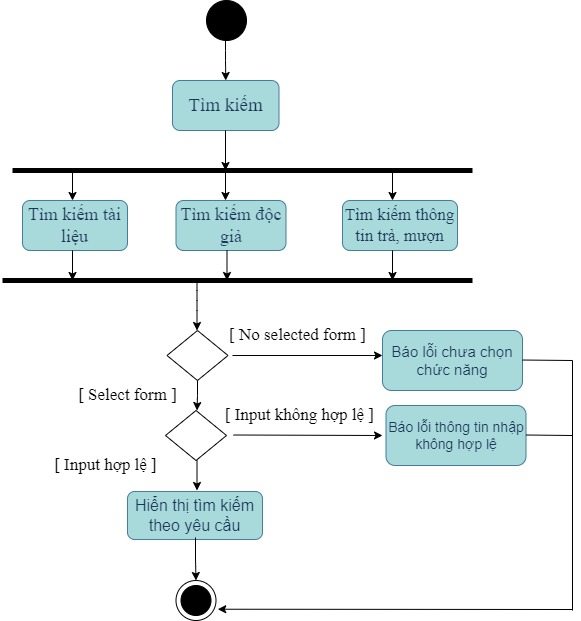 Tìm kiếm
Tìm kiếm tài
liệu
Tìm kiếm độc
giả
Tìm kiếm thông
tin trả, mượn
[ No selected form ]
Báo lỗi chưa chọn
chức năng
[ Select form ]
[ Input không hợp lệ ]
Báo lỗi thông tin nhập
không hợp lệ
[ Input hợp lệ ]
Hiển thị tìm kiếm
theo yêu cầu